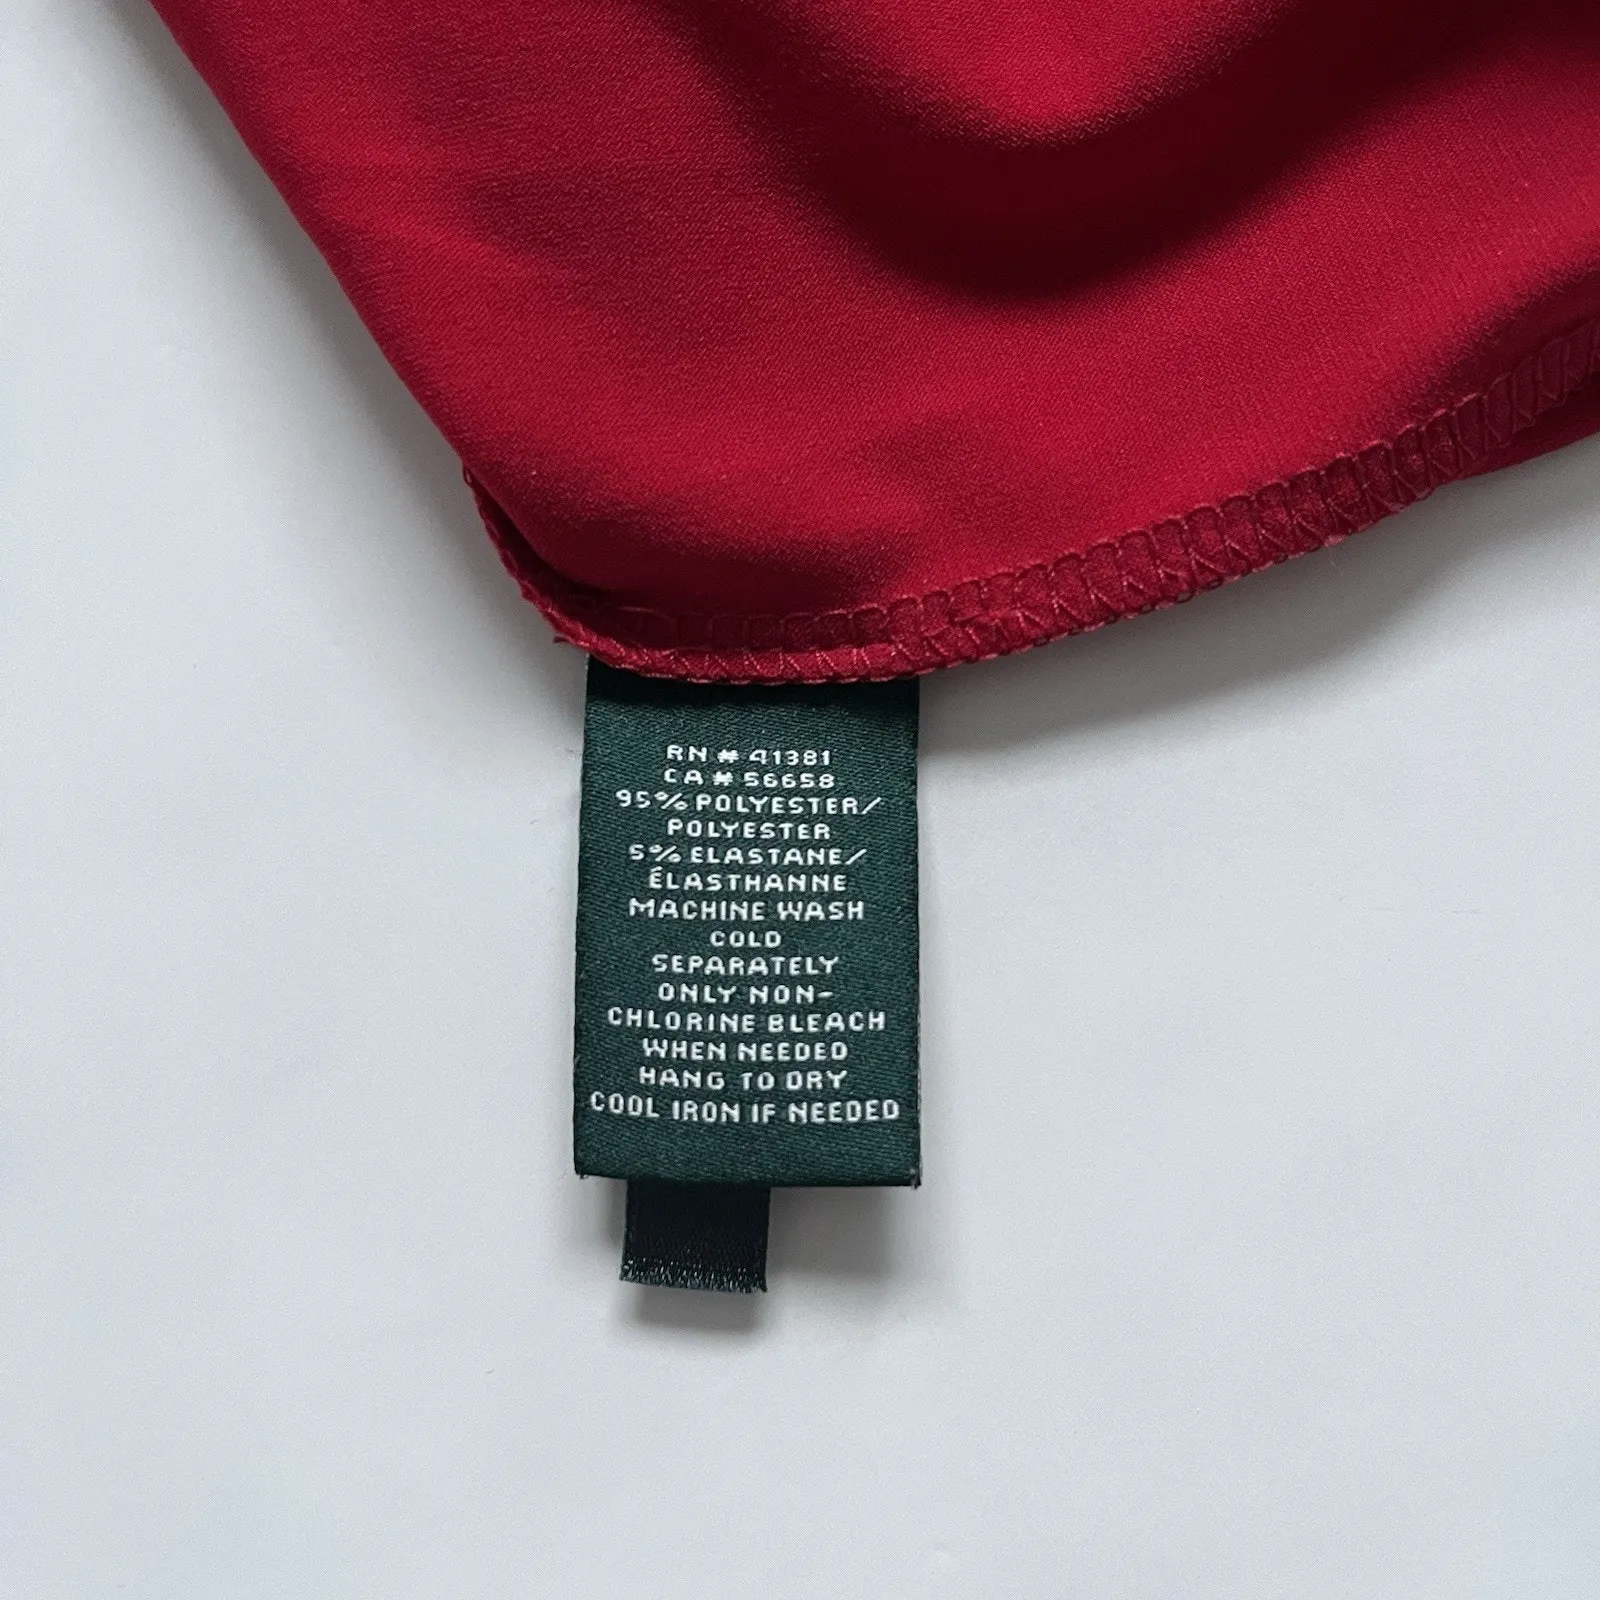 RN # 41381
CA # 56658
95% POLYESTER/
POLYESTER
5% ELASTANE/
ÉLASTHANNE
MACHINE WASH
COLD
SEPARATELY
ONLY NON-
CHLORINE BLEACH
WHEN NEEDED
HANG TO DRY
COOL IRON IF NEEDED